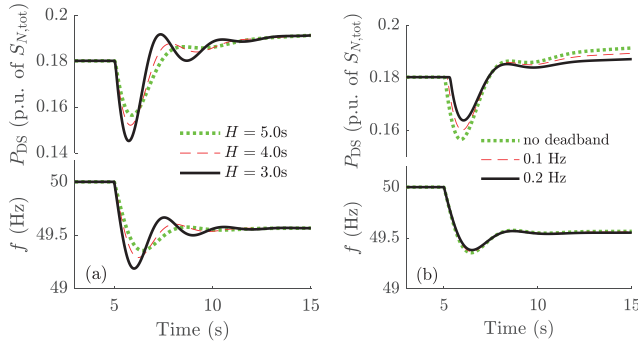 0.2
0.18
0.16
0.14
P_DS (p.u. of S_N,tot)
H = 5.0s
H = 4.0s
H = 3.0s
50
49.5
49
f (Hz)
(a)
5 10 15
Time (s)
0.2
0.18
0.16
P_DS (p.u. of S_N,tot)
no deadband
0.1 Hz
0.2 Hz
50
49.5
49
f (Hz)
(b)
5 10 15
Time (s)